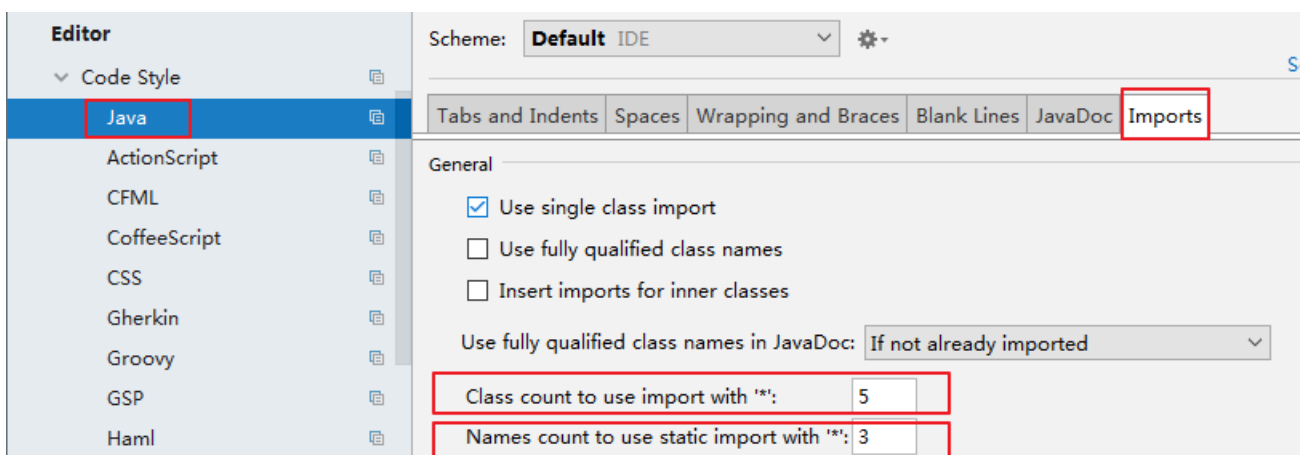 Editor
Code Style
Java
ActionScript
CFML
CoffeeScript
CSS
Gherkin
Groovy
GSP
Haml
Scheme: Default IDE
Tabs and Indents Spaces Wrapping and Braces Blank Lines JavaDoc Imports
General
Use single class import
Use fully qualified class names
Insert imports for inner classes
Use fully qualified class names in JavaDoc: If not already imported
Class count to use import with '*': 5
Names count to use static import with '*': 3